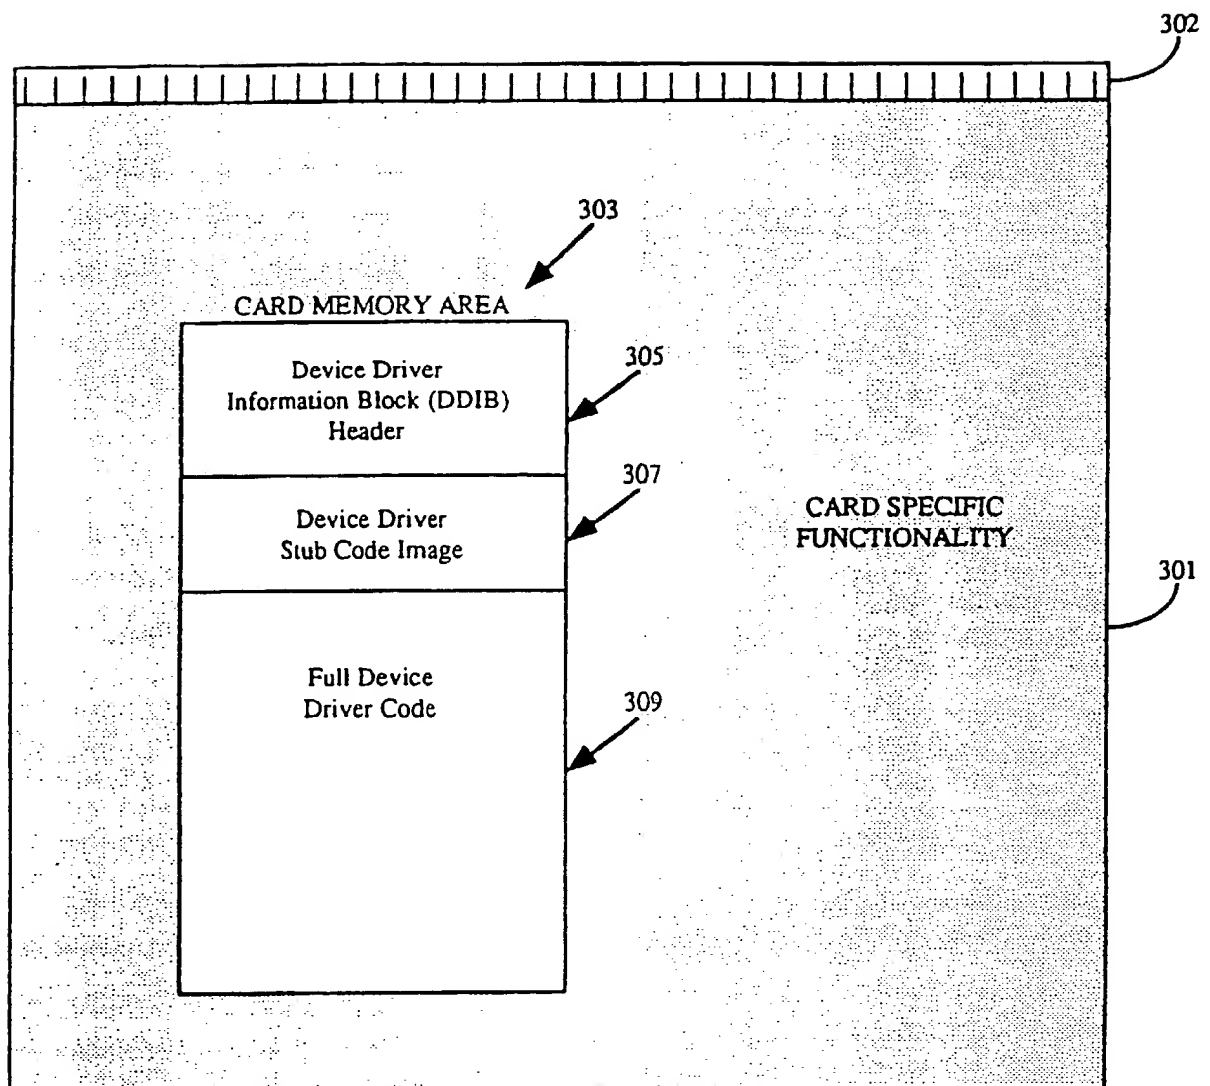 302
303
CARD MEMORY AREA
Device Driver
Information Block (DDIB)
Header
305
307
Device Driver
Stub Code Image
CARD SPECIFIC
FUNCTIONALITY
301
Full Device
Driver Code
309